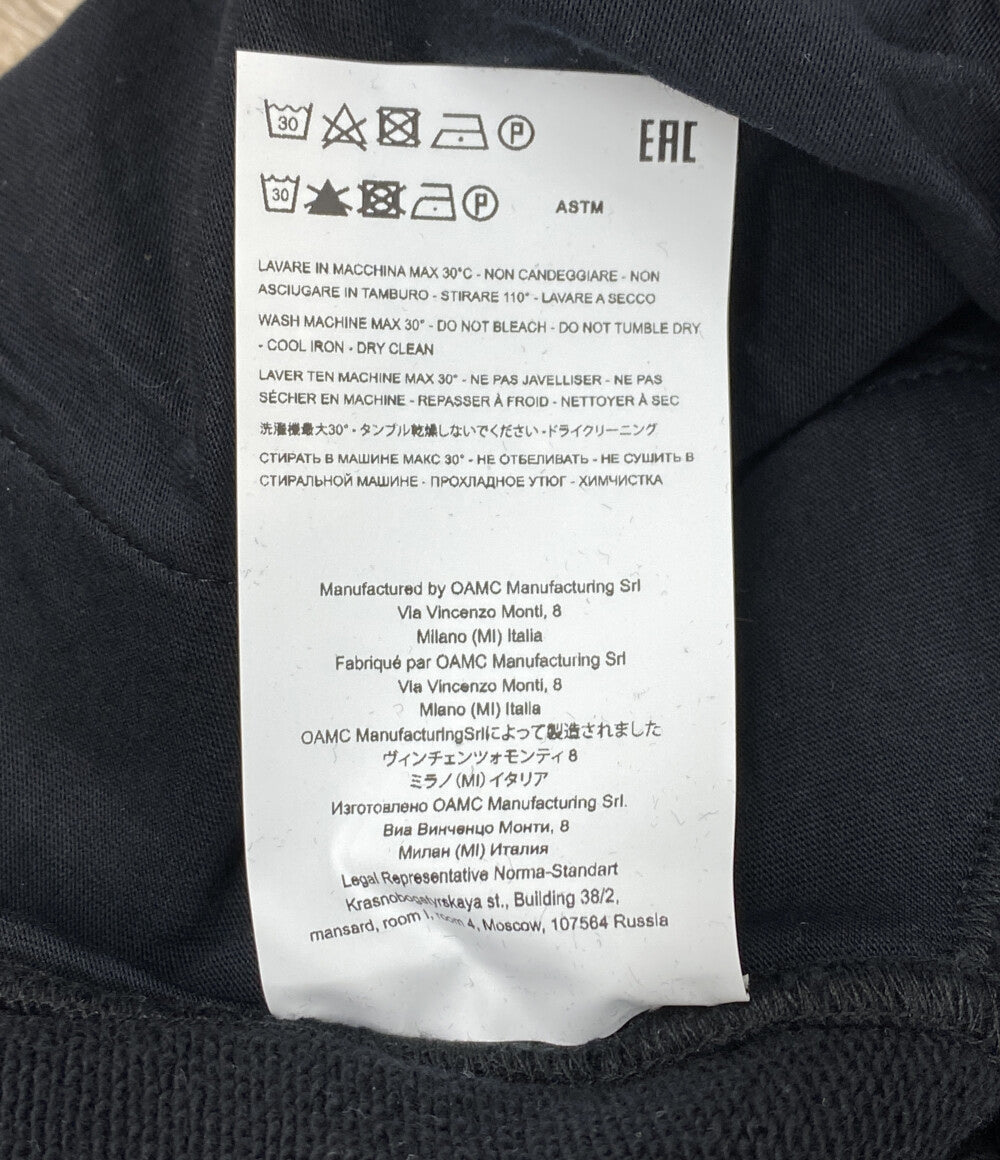 30 P EAC
30 P ASTM
LAVARE IN MACCHINA MAX 30°C - NON CANDEGGIARE - NON
ASCIUGARE IN TAMBURO - STIRARE 110° - LAVARE A SECCO
WASH MACHINE MAX 30° - DO NOT BLEACH - DO NOT TUMBLE DRY
- COOL IRON - DRY CLEAN
LAVER TEN MACHINE MAX 30° - NE PAS JAVELLISER - NE PAS
SÉCHER EN MACHINE - REPASSER À FROID - NETTOYER À SEC
洗濯機最大30° - タンブル乾燥しないでください - ドライクリーニング
СТИРАТЬ В МАШИНЕ МАКС 30° - НЕ ОТБЕЛИВАТЬ - НЕ СУШИТЬ В
СТИРАЛЬНОЙ МАШИНЕ - ПРОХЛАДНОЕ УТЮГ - ХИМЧИСТКА
Manufactured by OAMC Manufacturing Srl
Via Vincenzo Monti, 8
Milano (MI) Italia
Fabriqué par OAMC Manufacturing Srl
Via Vincenzo Monti, 8
Mlano (MI) Italia
OAMC ManufacturingSrlによって製造されました
ヴィンチェンツォモンティ 8
ミラノ (MI) イタリア
Изготовлено OAMC Manufacturing Srl.
Виа Винченцо Монти, 8
Милан (MI) Италия
Legal Representative Norma-Standart
Krasnobogatyrskaya st., Building 38/2,
mansard, room I, room 4, Moscow, 107564 Russia